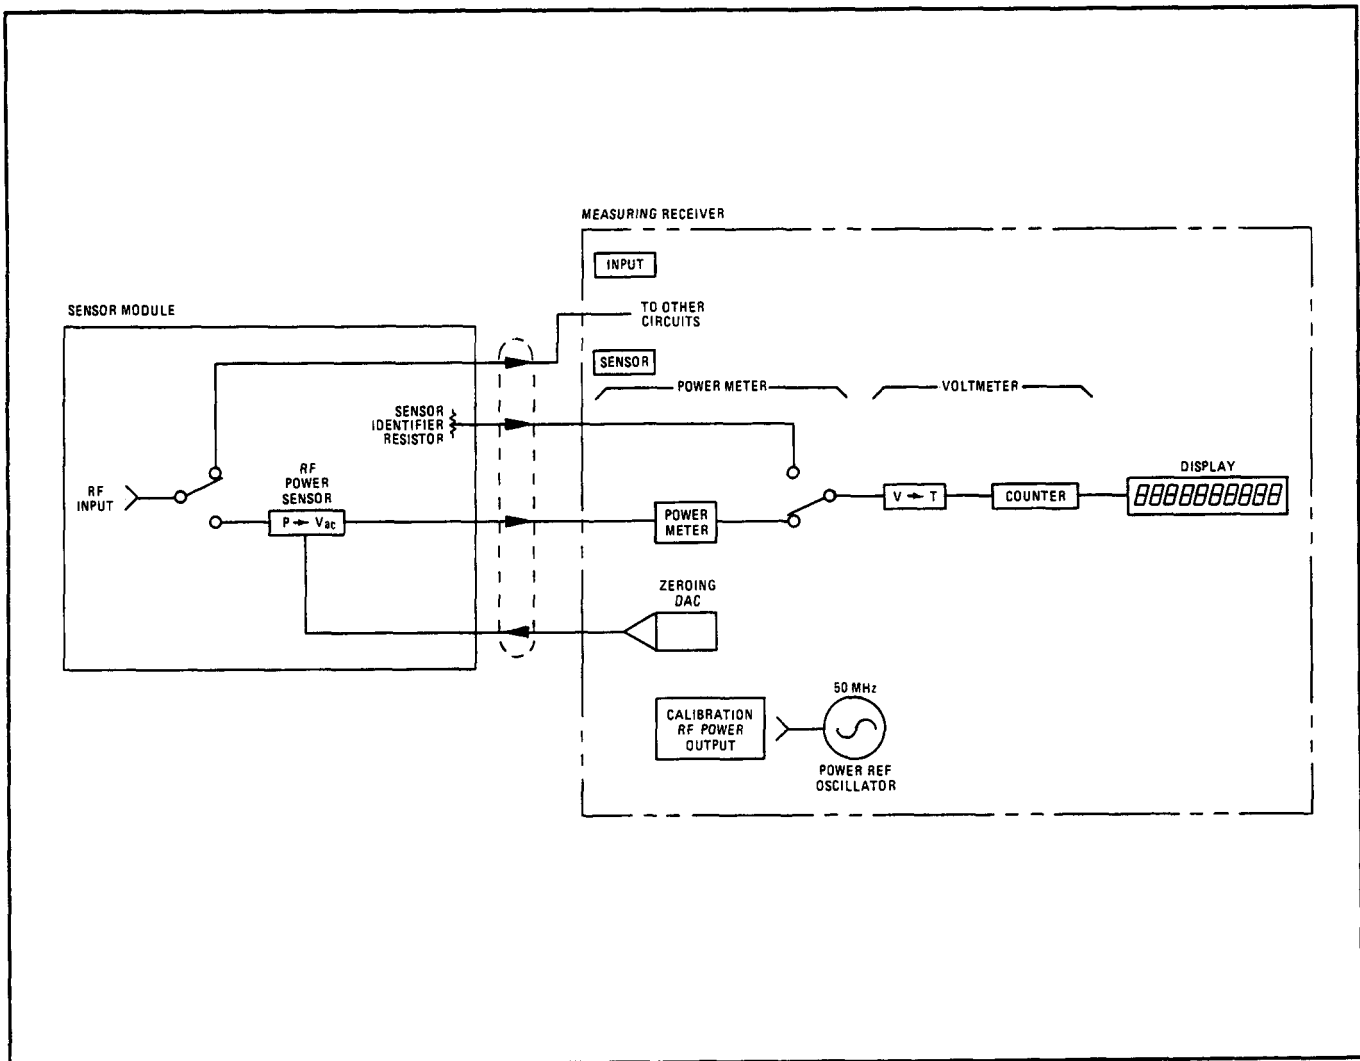 MEASURING RECEIVER
INPUT
TO OTHER
CIRCUITS
SENSOR MODULE
SENSOR
POWER METER
VOLTMETER
SENSOR
IDENTIFIER
RESISTOR
RF
INPUT
RF
POWER
SENSOR
P → Vac
POWER
METER
V → T
COUNTER
DISPLAY
8888888888
ZEROING
DAC
CALIBRATION
RF POWER
OUTPUT
50 MHz
POWER REF
OSCILLATOR